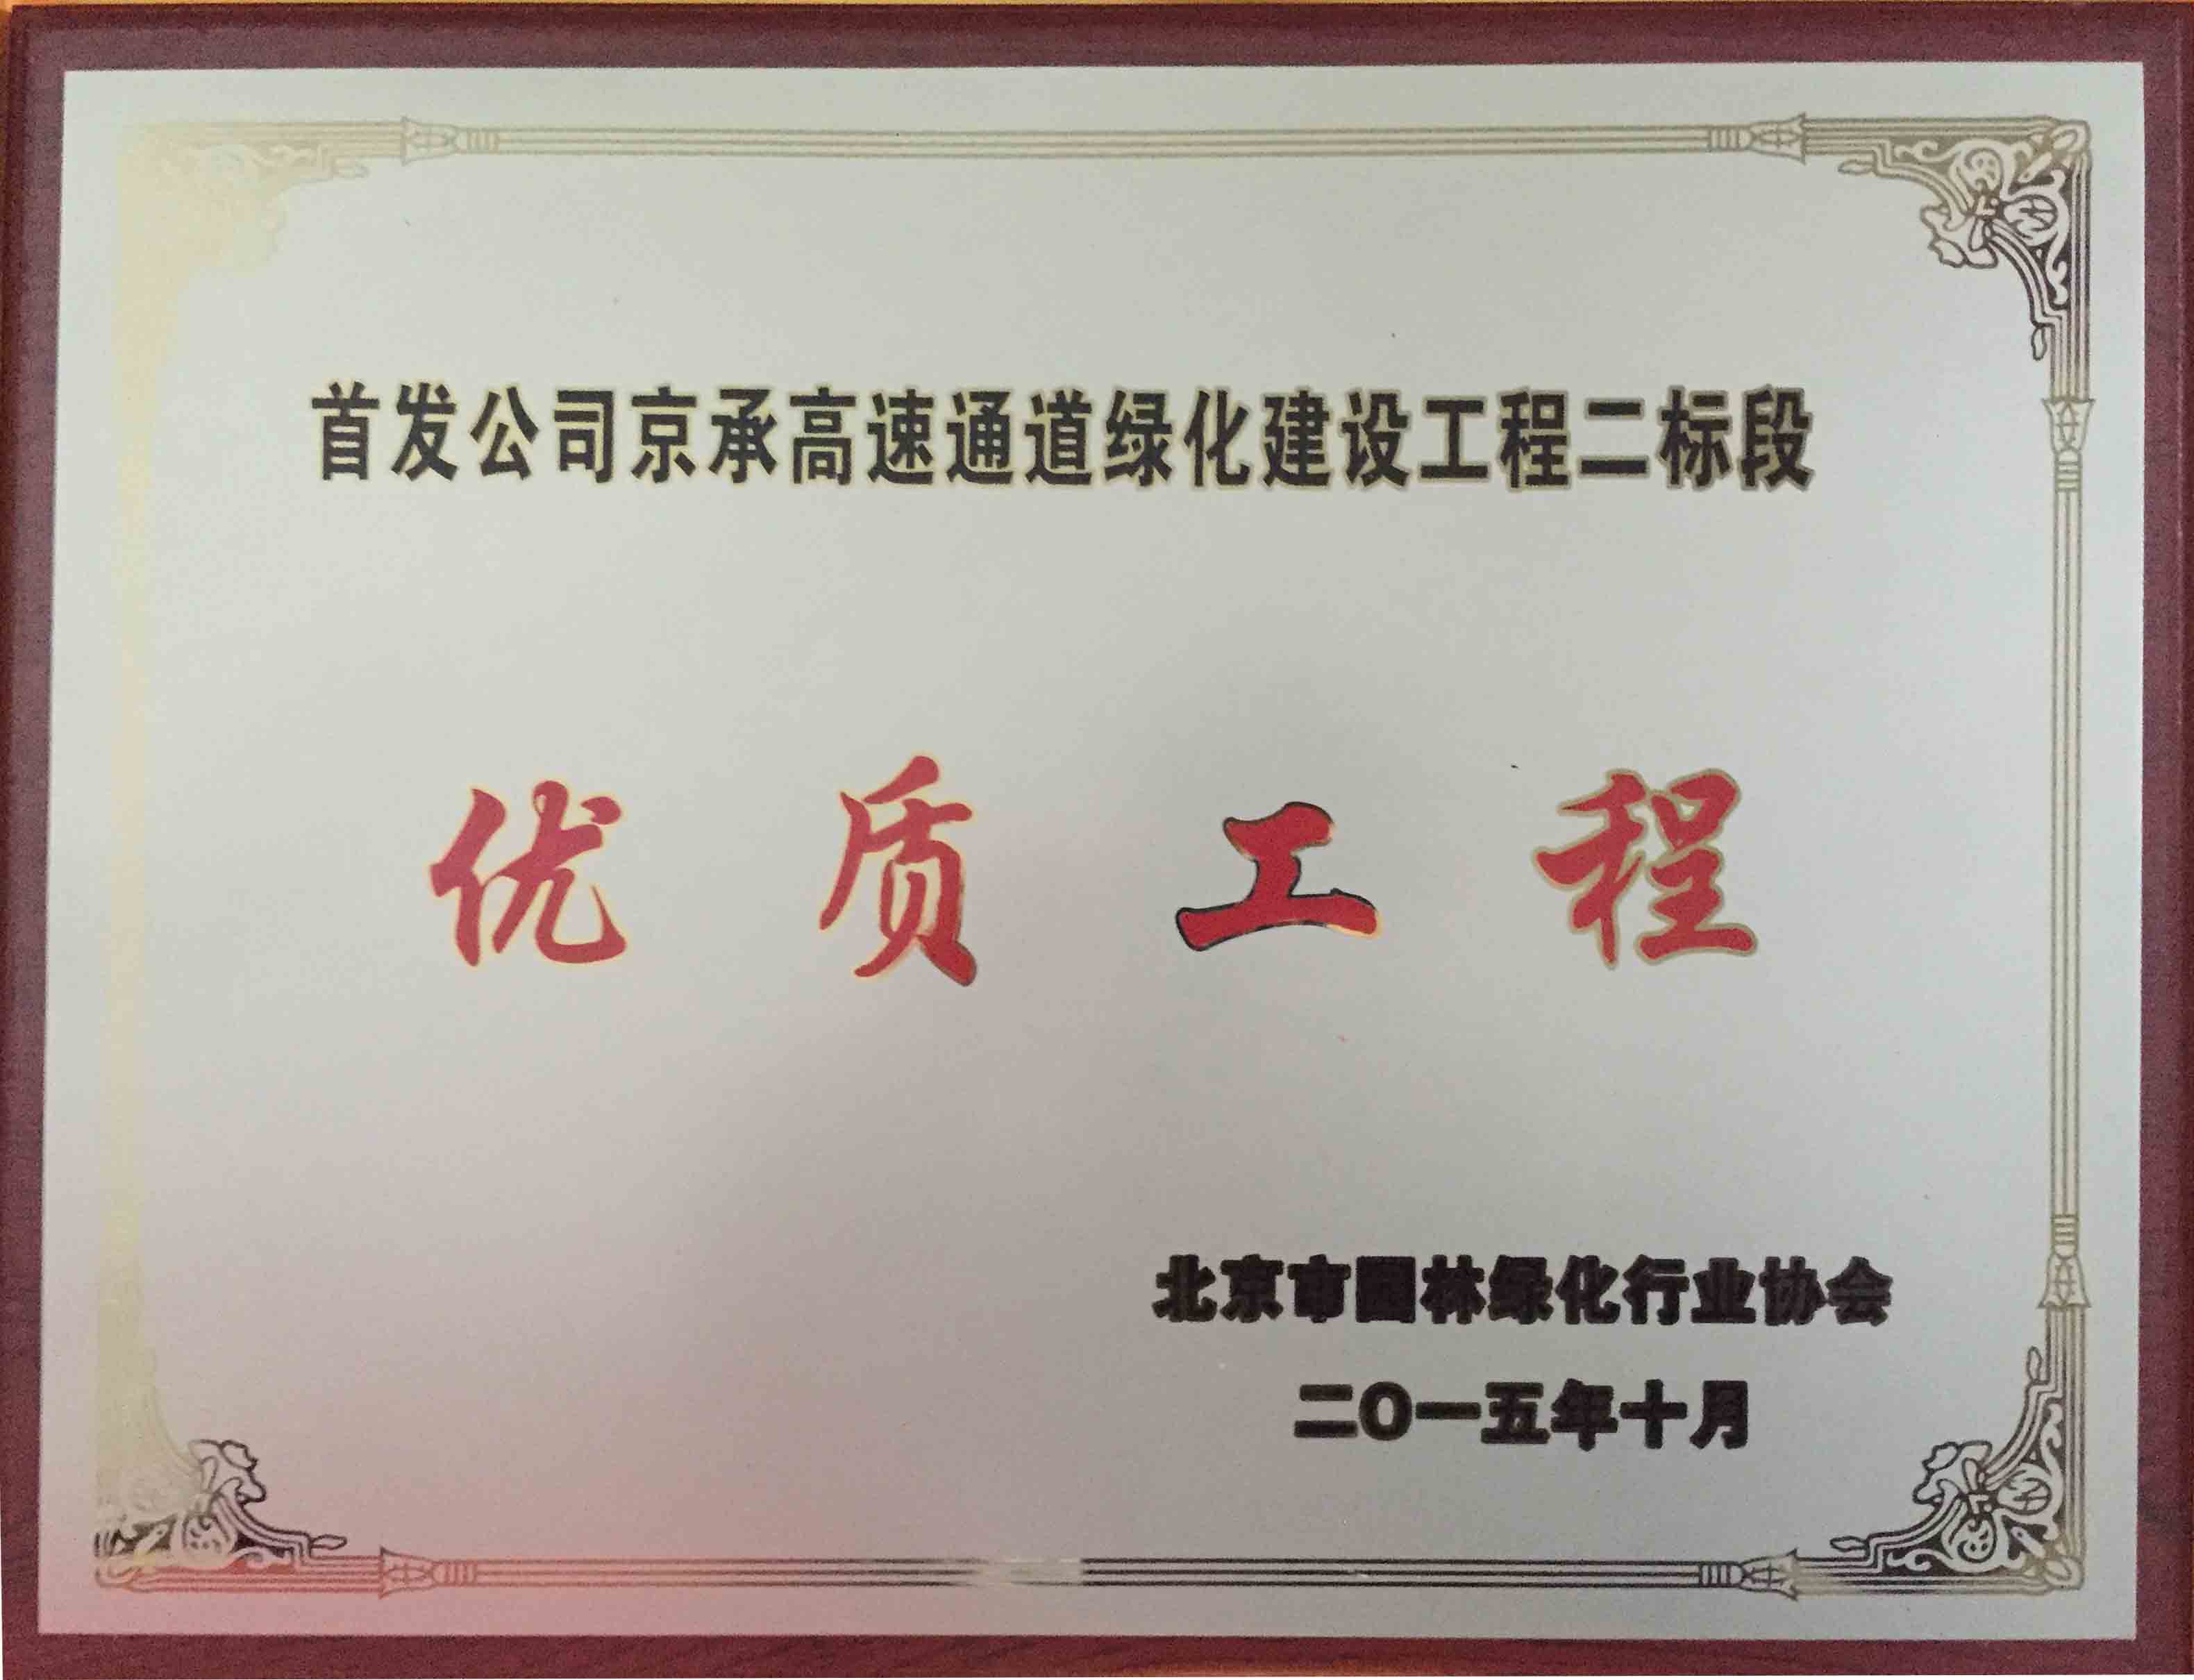 首发公司京承高速通道绿化建设工程二标段
优质工程
北京市园林绿化行业协会
二〇一五年十月